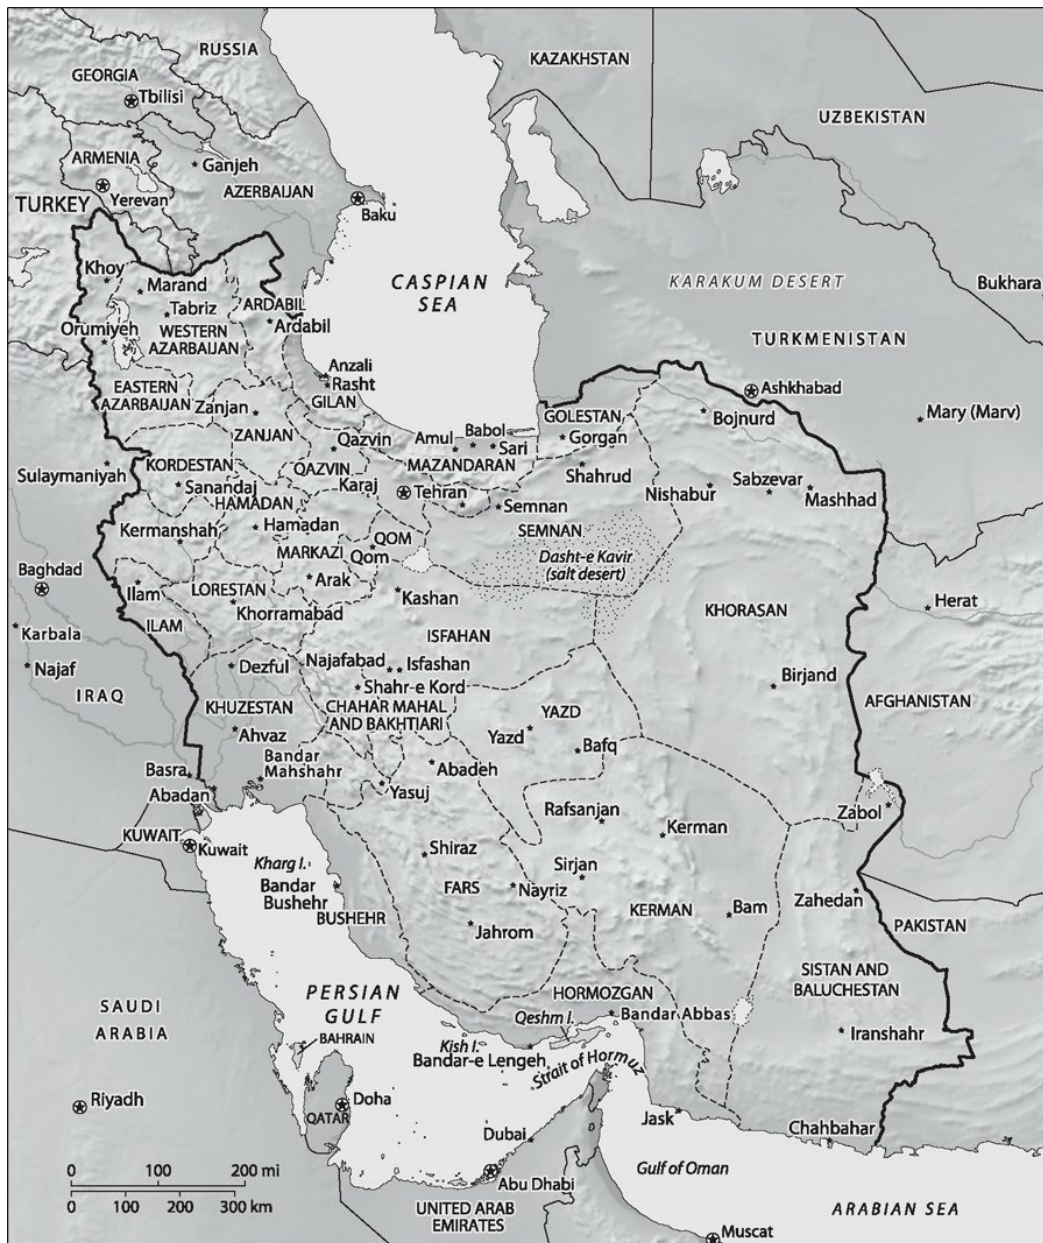 RUSSIA
KAZAKHSTAN
GEORGIA
Tbilisi
UZBEKISTAN
ARMENIA
Ganjeh
AZERBAIJAN
Yerevan
TURKEY
Baku
CASPIAN
SEA
KARAKUM DESERT
Bukhara
Khoy
Marand
ARDABIL
Tabriz
Ardabil
Orumiyeh
WESTERN
AZARBAIJAN
TURKMENISTAN
Anzali
Rasht
GILAN
EASTERN
AZARBAIJAN
Zanjan
ZANJAN
Ashkhabad
Bojnurd
Mary (Marv)
GOLESTAN
Gorgan
Qazvin
Amul
Babol
Sari
MAZANDARAN
Shahrud
Sulaymaniyah
KORDESTAN
Sanandaj
QAZVIN
Karaj
Tehran
Nishabur
Sabzevar
Mashhad
HAMADAN
Semnan
SEMNAN
Kermanshah
Hamadan
MARKAZI
QOM
Qom
Dasht-e Kavir
(salt desert)
Baghdad
Ilam
LORESTAN
Arak
Kashan
Khorramabad
KHORASAN
Herat
Karbala
ILAM
ISFAHAN
Najaf
IRAQ
Dezful
Najafabad
Isfashan
Shahr-e Kord
Birjand
KHUZESTAN
CHAHAR MAHAL
AND BAKHTIARI
AFGHANISTAN
YAZD
Yazd
Bafq
Ahvaz
Bandar
Mahshahr
Basra
Abadeh
Abadan
Yasuj
Rafsanjan
Zabol
KUWAIT
Kuwait
Kerman
Kharg I.
Shiraz
Sirjan
Bandar
Bushehr
FARS
Nayriz
BUSHEHR
KERMAN
Bam
Zahedan
Jahrom
PAKISTAN
SISTAN AND
BALUCHESTAN
SAUDI
ARABIA
PERSIAN
GULF
HORMOZGAN
Qeshm I.
Bandar Abbas
Iranshahr
BAHRAIN
Kish I.
Bandar-e Lengeh
Strait of Hormuz
Riyadh
Doha
QATAR
Jask
Chahbahar
Dubai
Gulf of Oman
Abu Dhabi
0 100 200 mi
0 100 200 300 km
UNITED ARAB
EMIRATES
ARABIAN SEA
Muscat